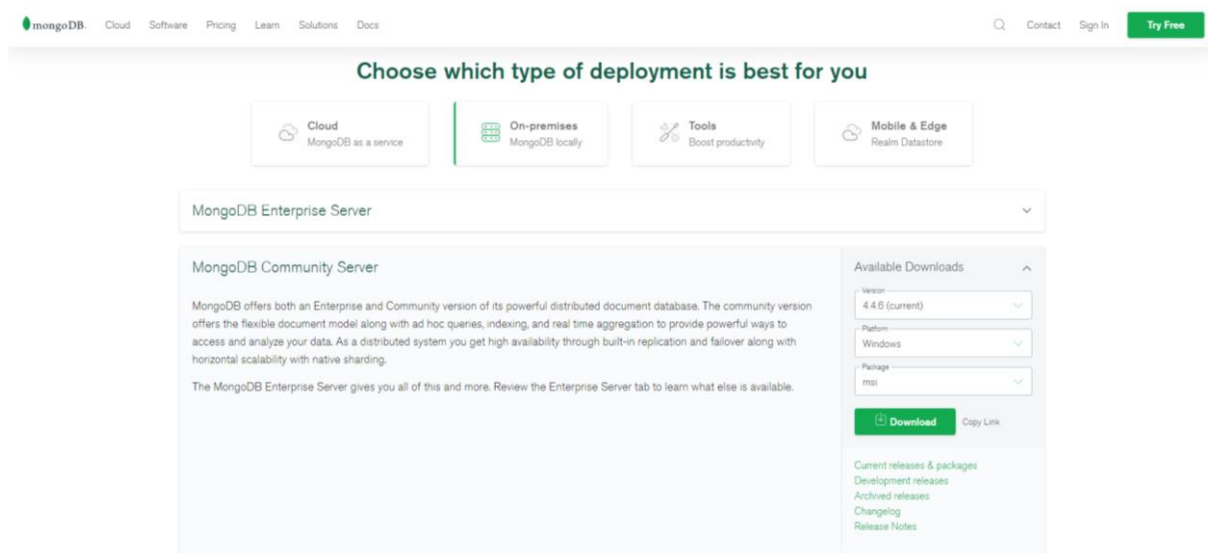 mongoDB. Cloud Software Pricing Learn Solutions Docs Contact Sign In Try Free
Choose which type of deployment is best for you
Cloud
MongoDB as a service
On-premises
MongoDB locally
Tools
Boost productivity
Mobile & Edge
Realm Datastore
MongoDB Enterprise Server
MongoDB Community Server
MongoDB offers both an Enterprise and Community version of its powerful distributed document database. The community version
offers the flexible document model along with ad hoc queries, indexing, and real time aggregation to provide powerful ways to
access and analyze your data. As a distributed system you get high availability through built-in replication and failover along with
horizontal scalability with native sharding.
The MongoDB Enterprise Server gives you all of this and more. Review the Enterprise Server tab to learn what else is available.
Available Downloads
Version
4.4.6 (current)
Platform
Windows
Package
msi
Download Copy Link
Current releases & packages
Development releases
Archived releases
Changelog
Release Notes